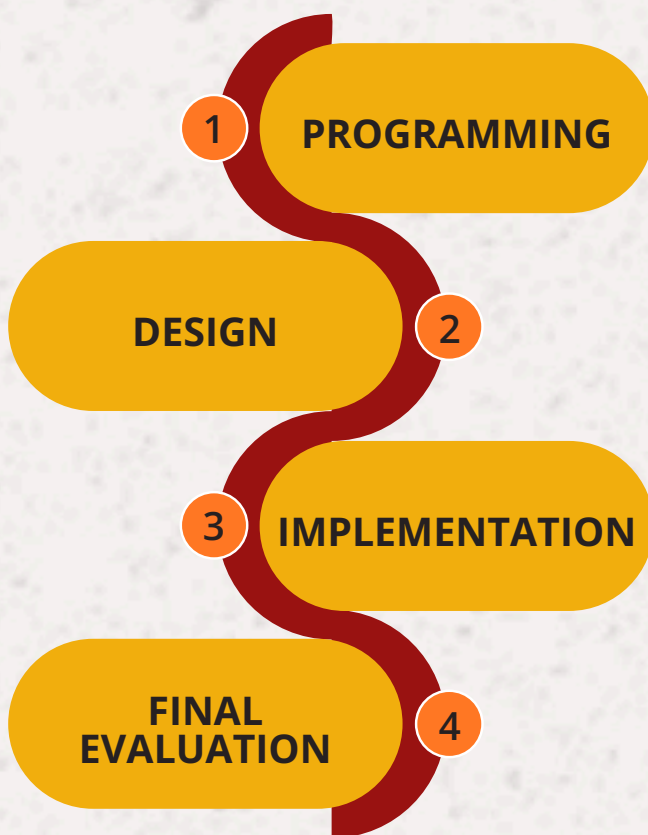 1
PROGRAMMING
DESIGN
2
3
IMPLEMENTATION
FINAL
EVALUATION
4